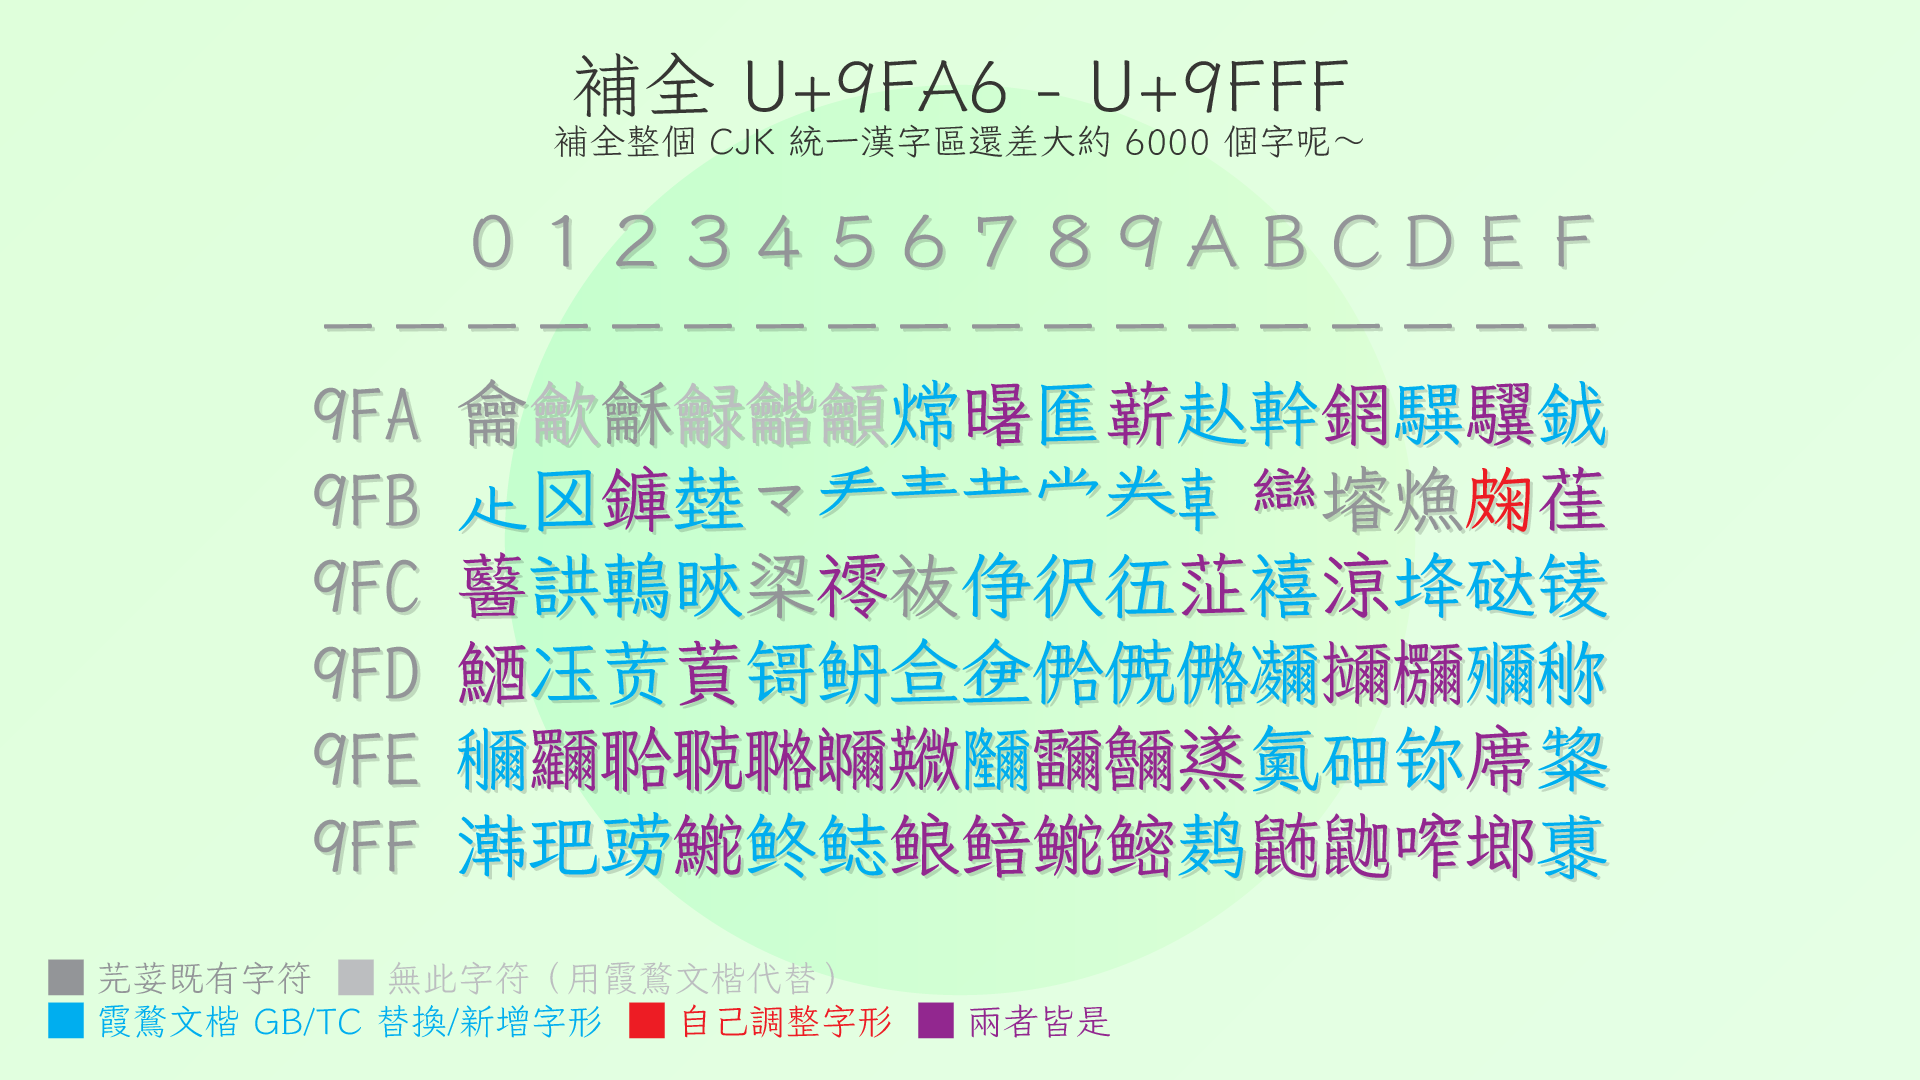 補全 U+9FA6 - U+9FFF
補全整個 CJK 統一漢字區還差大約 6000 個字呢～
0 1 2 3 4 5 6 7 8 9 A B C D E F
9FA 龠龡龢龣龤龥龦龧龨龩龪龫龬龭龮龯
9FB 龰龱龲龳龴龵龶龷龸龹龺龻龼龽龾龿
9FC 鿀鿁鿂鿃鿄鿅鿆鿇鿈鿉鿊鿋鿌鿍鿎鿏
9FD 鿐鿑鿒鿓鿔鿕鿖鿗鿘鿙鿚鿛鿜鿝鿞鿟
9FE 鿠鿡鿢鿣鿤鿥鿦鿧鿨鿩鿪鿫鿬鿭鿮鿯
9FF 鿰鿱鿲鿳鿴鿵鿶鿷鿸鿹鿺鿻鿼鿽鿾鿿
芫荽既有字符 無此字符（用霞鶩文楷代替）
霞鶩文楷 GB/TC 替換/新增字形 自己調整字形 兩者皆是